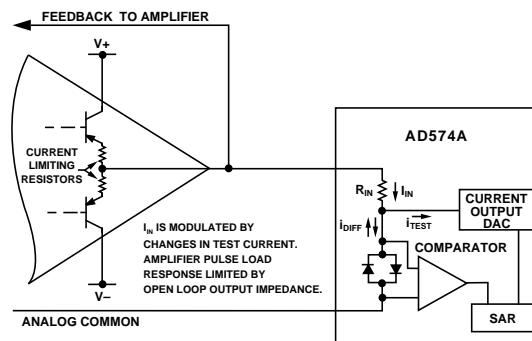 FEEDBACK TO AMPLIFIER
V+
CURRENT
LIMITING
RESISTORS
V–
I_IN IS MODULATED BY
CHANGES IN TEST CURRENT.
AMPLIFIER PULSE LOAD
RESPONSE LIMITED BY
OPEN LOOP OUTPUT IMPEDANCE.
ANALOG COMMON
AD574A
R_IN
I_IN
CURRENT
OUTPUT
DAC
i_TEST
i_DIFF
COMPARATOR
SAR